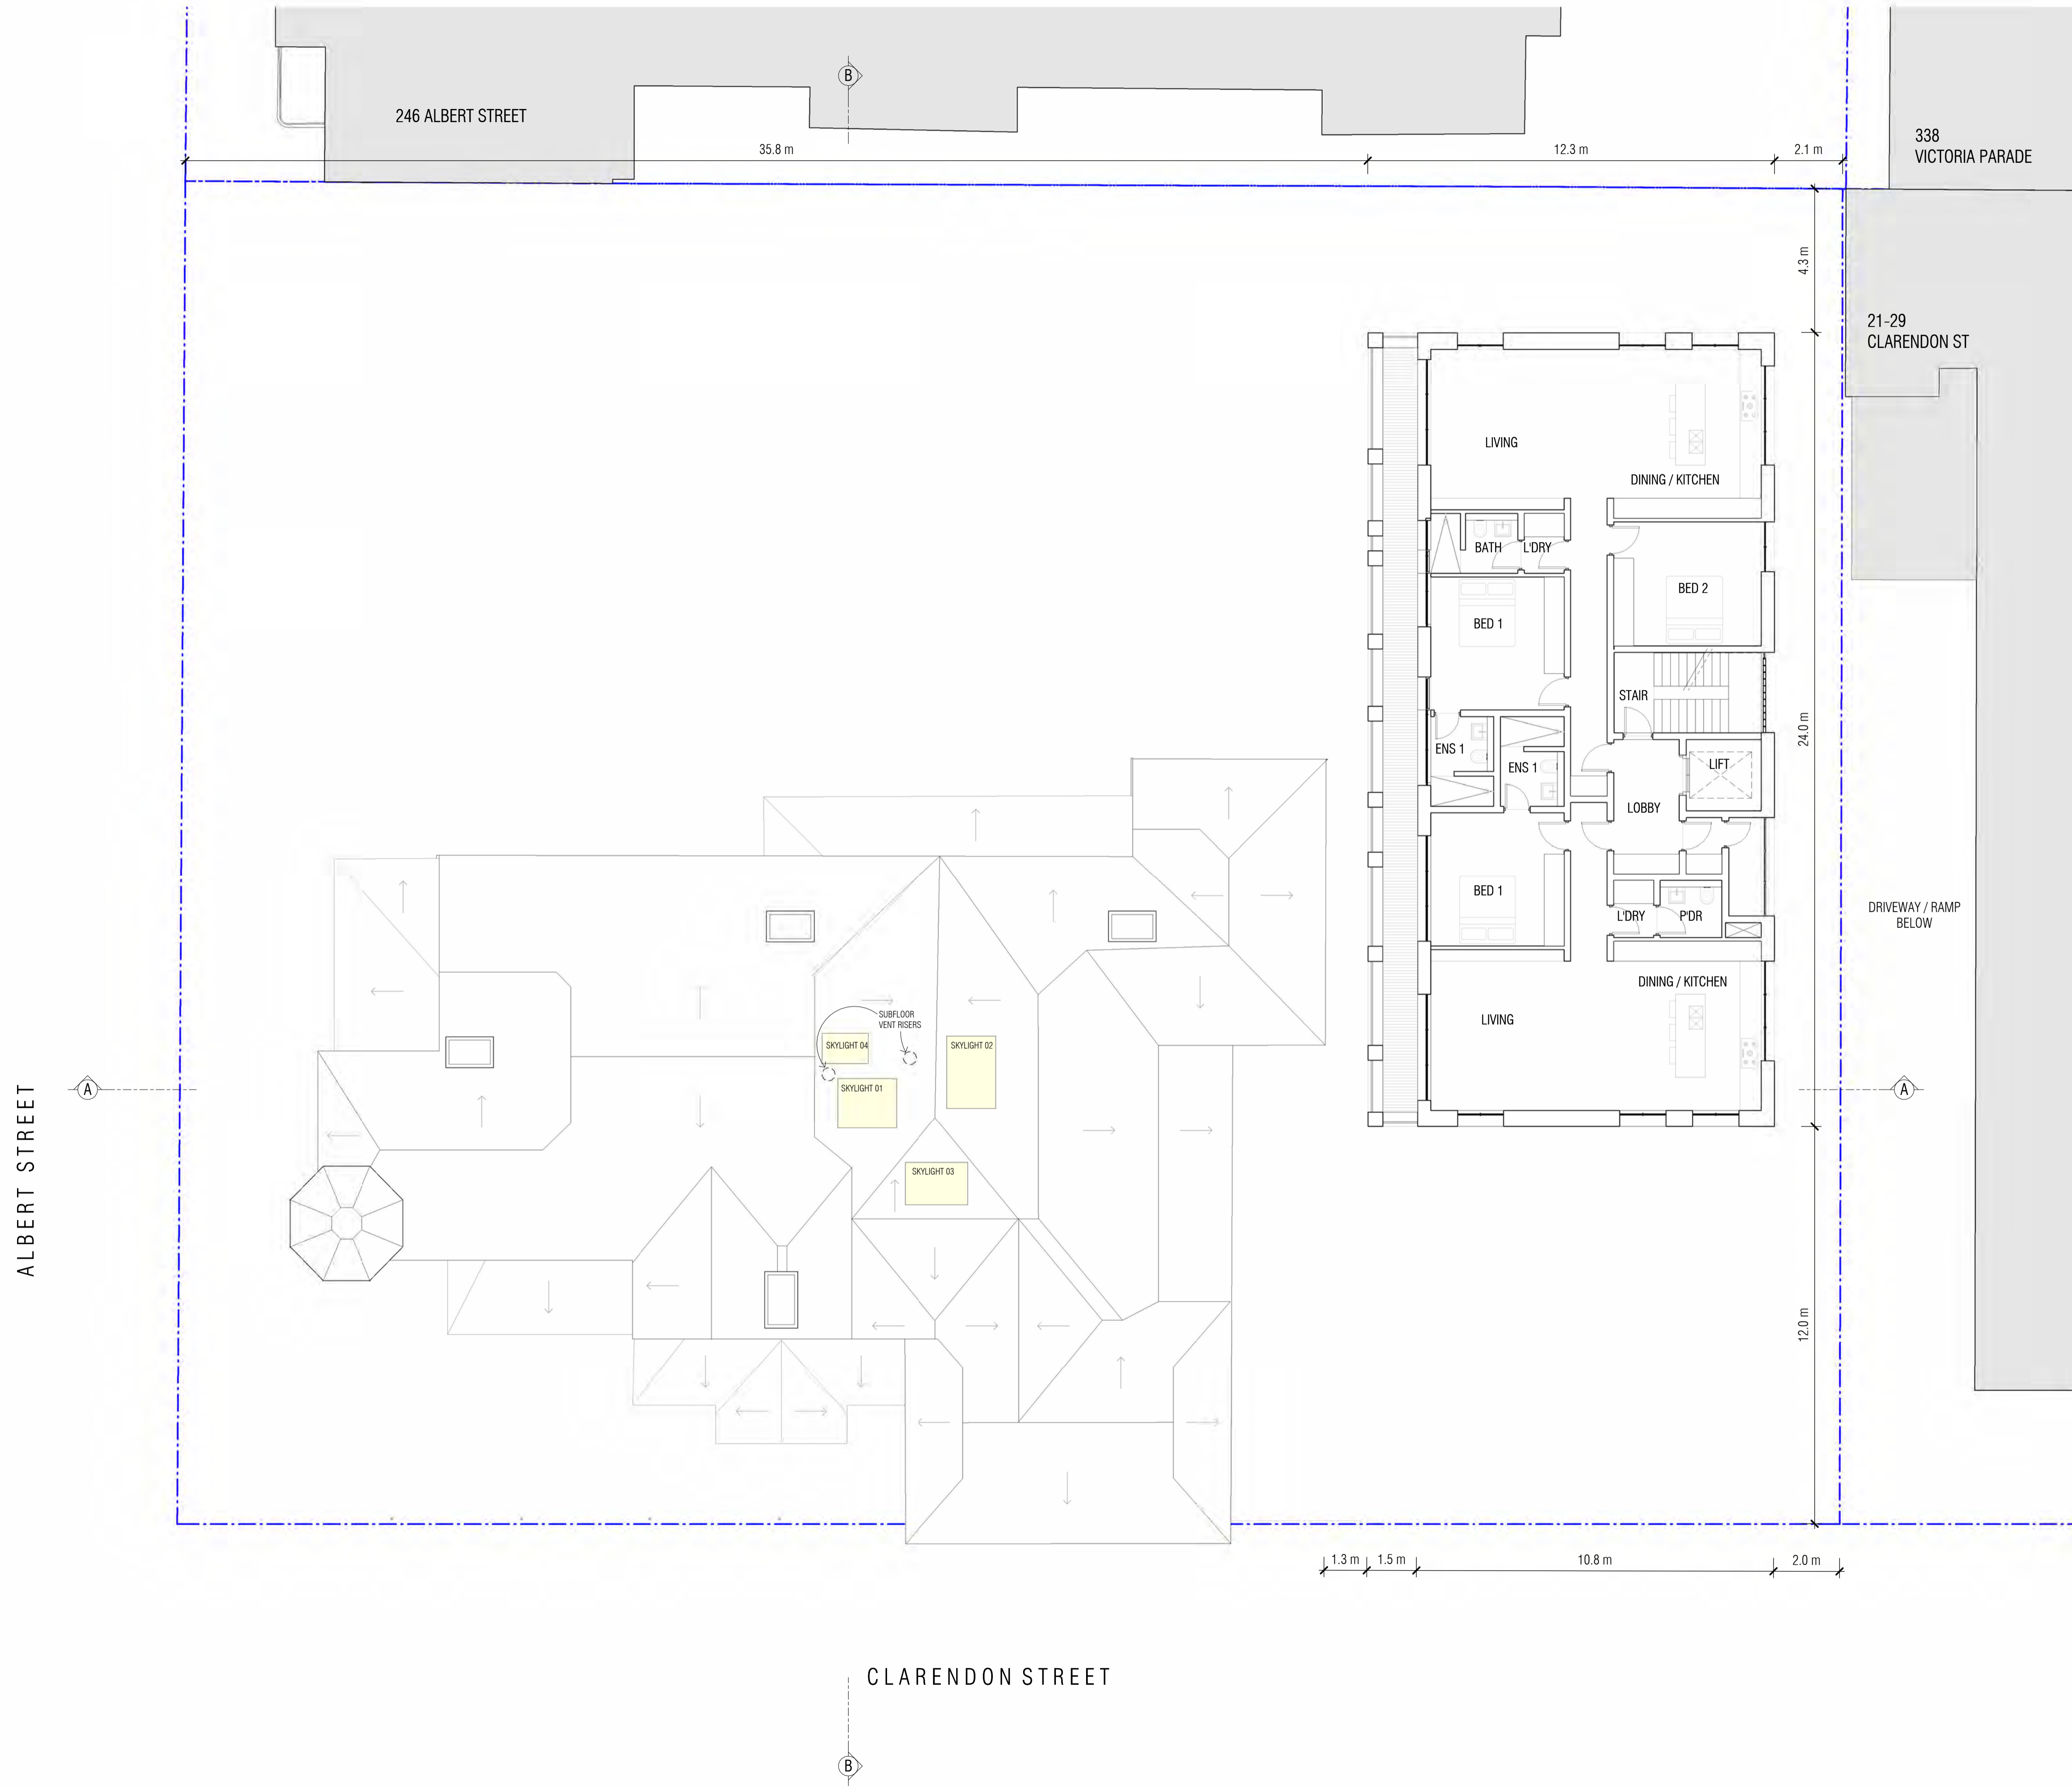 B
246 ALBERT STREET
338
VICTORIA PARADE
35.8 m
12.3 m
2.1 m
4.3 m
21-29
CLARENDON ST
LIVING
DINING / KITCHEN
BATH
L'DRY
BED 2
BED 1
STAIR
24.0 m
ENS 1
ENS 1
LIFT
LOBBY
BED 1
L'DRY
P'DR
DRIVEWAY / RAMP
BELOW
DINING / KITCHEN
LIVING
SUBFLOOR
VENT RISERS
SKYLIGHT 04
SKYLIGHT 02
SKYLIGHT 01
SKYLIGHT 03
A
A
ALBERT STREET
12.0 m
1.3 m
1.5 m
10.8 m
2.0 m
CLARENDON STREET
B